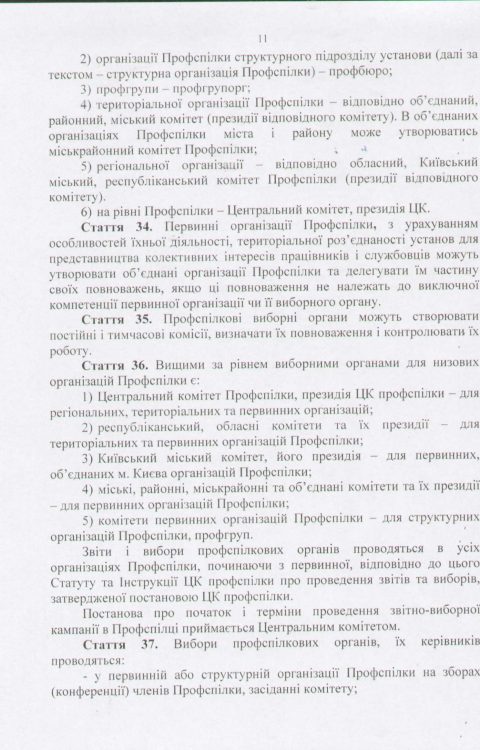 11
2) організації Профспілки структурного підрозділу установи (далі за
текстом – структурна організація Профспілки) – профбюро;
3) профгрупи – профгрупорг;
4) територіальної організації Профспілки – відповідно об’єднаний,
районний, міський комітет (президії відповідного комітету). В об’єднаних
організаціях Профспілки міста і району може утворюватись
міськрайонний комітет Профспілки;
5) регіональної організації – відповідно обласний, Київський
міський, республіканський комітет Профспілки (президії відповідного
комітету).
6) на рівні Профспілки – Центральний комітет, президія ЦК.
Стаття 34. Первинні організації Профспілки, з урахуванням
особливостей їхньої діяльності, територіальної роз’єднаності установ для
представництва колективних інтересів працівників і службовців можуть
утворювати об’єднані організації Профспілки та делегувати їм частину
своїх повноважень, якщо ці повноваження не належать до виключної
компетенції первинної організації чи її виборного органу.
Стаття 35. Профспілкові виборні органи можуть створювати
постійні і тимчасові комісії, визначати їх повноваження і контролювати їх
роботу.
Стаття 36. Вищими за рівнем виборними органами для низових
організацій Профспілки є:
1) Центральний комітет Профспілки, президія ЦК профспілки – для
регіональних, територіальних та первинних організацій;
2) республіканський, обласні комітети та їх президії – для
територіальних та первинних організацій Профспілки;
3) Київський міський комітет, його президія – для первинних,
об’єднаних м. Києва організацій Профспілки;
4) міські, районні, міськрайонні та об’єднані комітети та їх президії
– для первинних організацій Профспілки;
5) комітети первинних організацій Профспілки – для структурних
організацій Профспілки, профгруп.
Звіти і вибори профспілкових органів проводяться в усіх
організаціях Профспілки, починаючи з первинної, відповідно до цього
Статуту та Інструкції ЦК профспілки про проведення звітів та виборів,
затвердженої постановою ЦК профспілки.
Постанова про початок і терміни проведення звітно-виборної
кампанії в Профспілці приймається Центральним комітетом.
Стаття 37. Вибори профспілкових органів, їх керівників
проводяться:
- у первинній або структурній організації Профспілки на зборах
(конференції) членів Профспілки, засіданні комітету;